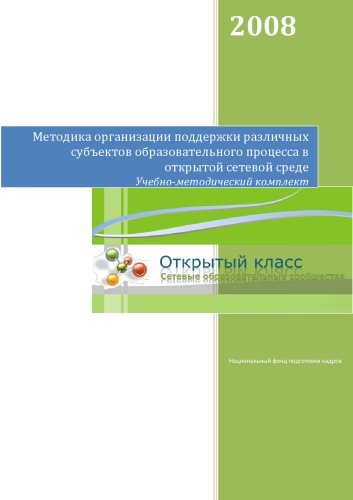 2008
Методика организации поддержки различных
субъектов образовательного процесса в
открытой сетевой среде
Учебно-методический комплект
Открытый класс
Сетевые образовательные сообщества
Национальный фонд подготовки кадров